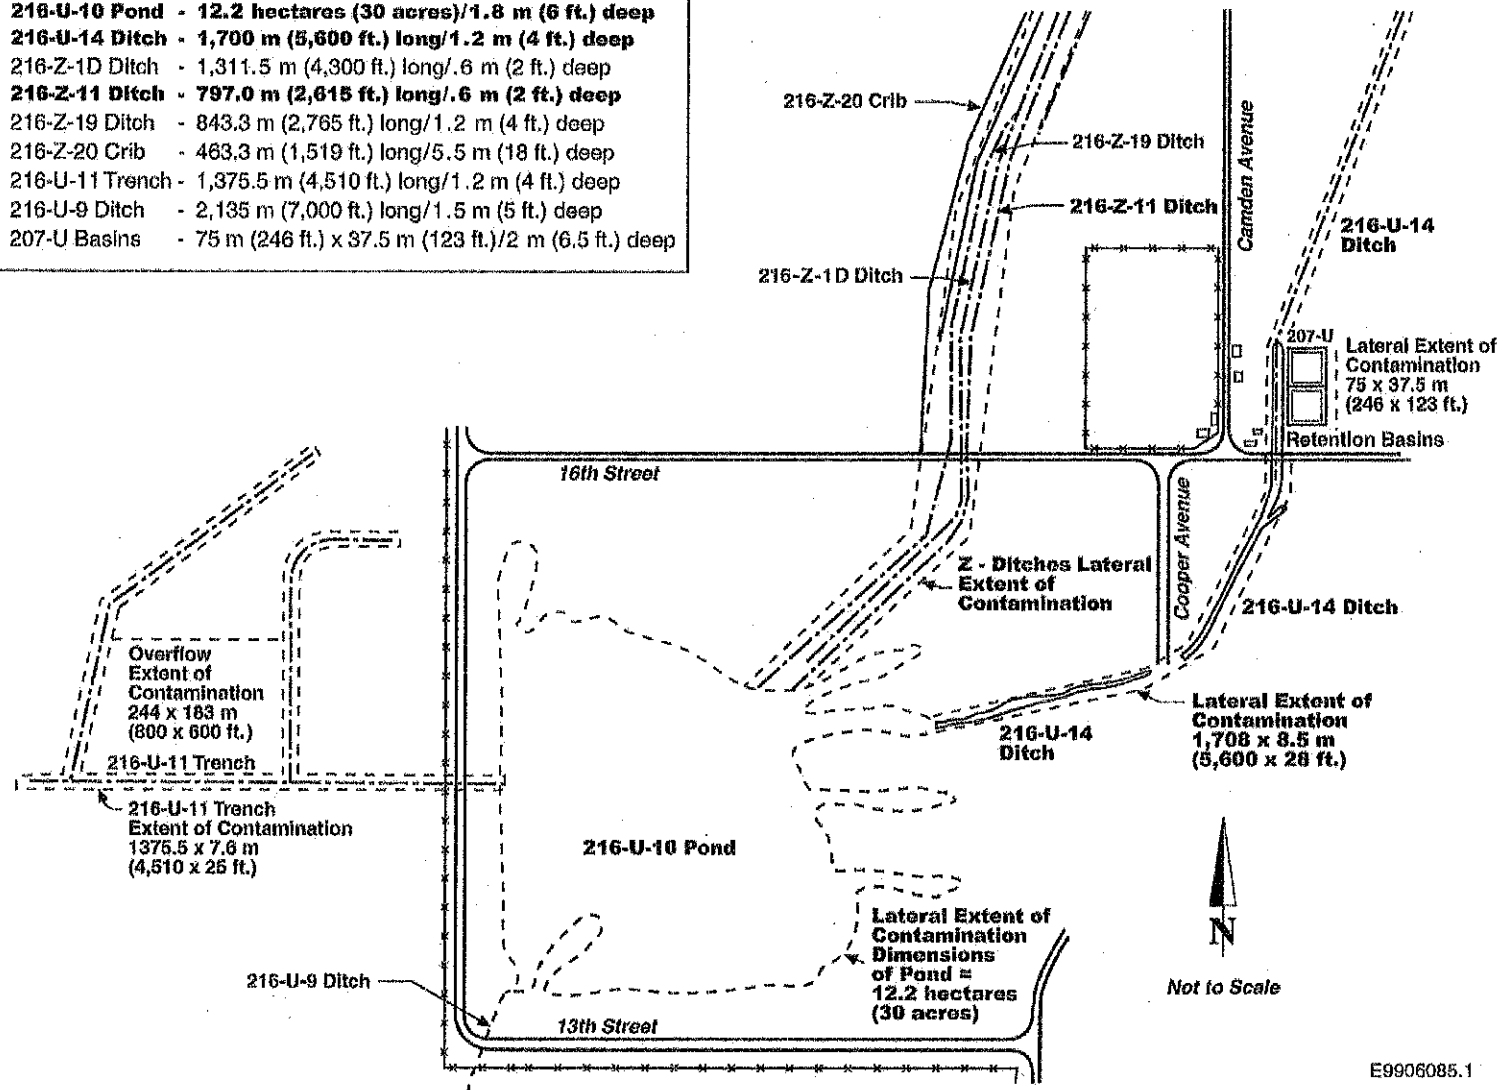 216-U-10 Pond - 12.2 hectares (30 acres)/1.8 m (6 ft.) deep
216-U-14 Ditch - 1,700 m (5,600 ft.) long/1.2 m (4 ft.) deep
216-Z-1D Ditch - 1,311.5 m (4,300 ft.) long/.6 m (2 ft.) deep
216-Z-11 Ditch - 797.0 m (2,615 ft.) long/.6 m (2 ft.) deep
216-Z-19 Ditch - 843.3 m (2,765 ft.) long/1.2 m (4 ft.) deep
216-Z-20 Crib - 463.3 m (1,519 ft.) long/5.5 m (18 ft.) deep
216-U-11 Trench - 1,375.5 m (4,510 ft.) long/1.2 m (4 ft.) deep
216-U-9 Ditch - 2,135 m (7,000 ft.) long/1.5 m (5 ft.) deep
207-U Basins - 75 m (246 ft.) x 37.5 m (123 ft.)/2 m (6.5 ft.) deep
216-Z-20 Crib
216-Z-19 Ditch
216-Z-11 Ditch
216-Z-1D Ditch
Camden Avenue
216-U-14
Ditch
207-U
Lateral Extent of
Contamination
75 x 37.5 m
(246 x 123 ft.)
Retention Basins
16th Street
Cooper Avenue
Z - Ditches Lateral
Extent of
Contamination
216-U-14 Ditch
Overflow
Extent of
Contamination
244 x 183 m
(800 x 600 ft.)
216-U-11 Trench
216-U-11 Trench
Extent of Contamination
1375.5 x 7.6 m
(4,510 x 25 ft.)
216-U-14
Ditch
Lateral Extent of
Contamination
1,708 x 8.5 m
(5,600 x 28 ft.)
216-U-10 Pond
Lateral Extent of
Contamination
Dimensions
of Pond =
12.2 hectares
(30 acres)
N
Not to Scale
216-U-9 Ditch
13th Street
E9906085.1